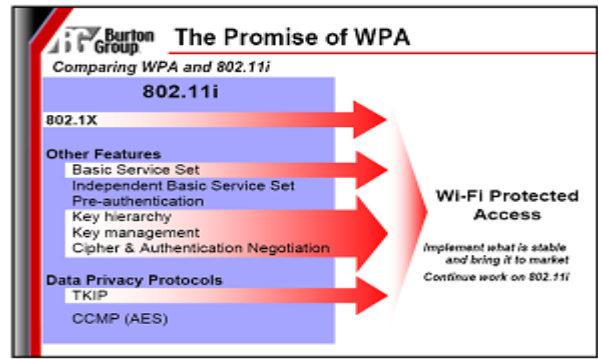 Burton
Group
The Promise of WPA
Comparing WPA and 802.11i
802.11i
802.1X
Other Features
Basic Service Set
Independent Basic Service Set
Pre-authentication
Key hierarchy
Key management
Cipher & Authentication Negotiation
Data Privacy Protocols
TKIP
CCMP (AES)
Wi-Fi Protected
Access
Implement what is stable
and bring it to market
Continue work on 802.11i